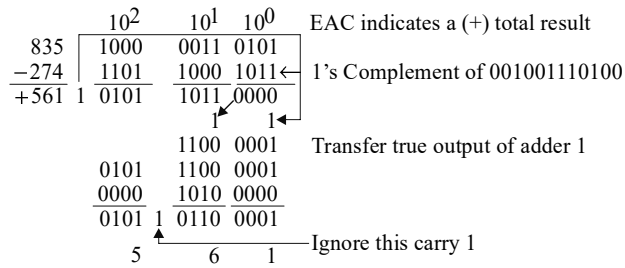 10² 10¹ 10⁰ EAC indicates a (+) total result
835 1000 0011 0101
−274 1101 1000 1011 1's Complement of 001001110100
+561 1 0101 1011 0000
1 1
1100 0001 Transfer true output of adder 1
0101 1100 0001
0000 1010 0000
0101 1 0110 0001
Ignore this carry 1
5 6 1